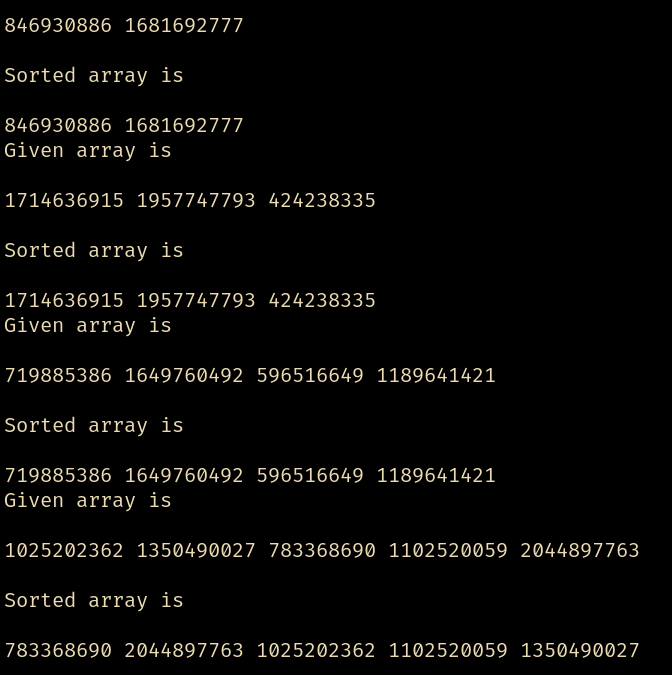 846930886 1681692777
Sorted array is
846930886 1681692777
Given array is
1714636915 1957747793 424238335
Sorted array is
1714636915 1957747793 424238335
Given array is
719885386 1649760492 596516649 1189641421
Sorted array is
719885386 1649760492 596516649 1189641421
Given array is
1025202362 1350490027 783368690 1102520059 2044897763
Sorted array is
783368690 2044897763 1025202362 1102520059 1350490027